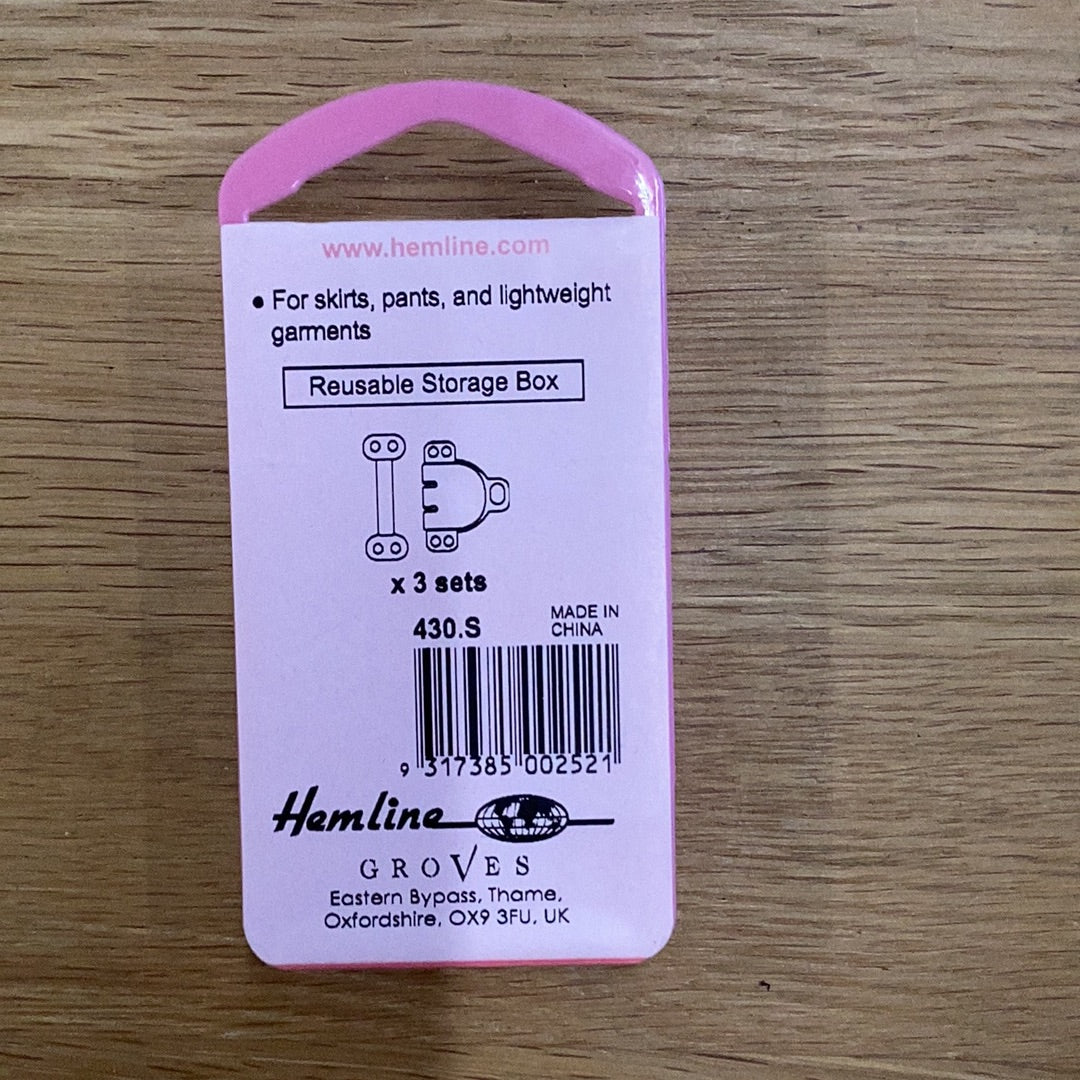 www.hemline.com
• For skirts, pants, and lightweight
garments
Reusable Storage Box
x 3 sets
430.S
MADE IN
CHINA
9 317385 002521
Hemline
GROVES
Eastern Bypass, Thame,
Oxfordshire, OX9 3FU, UK